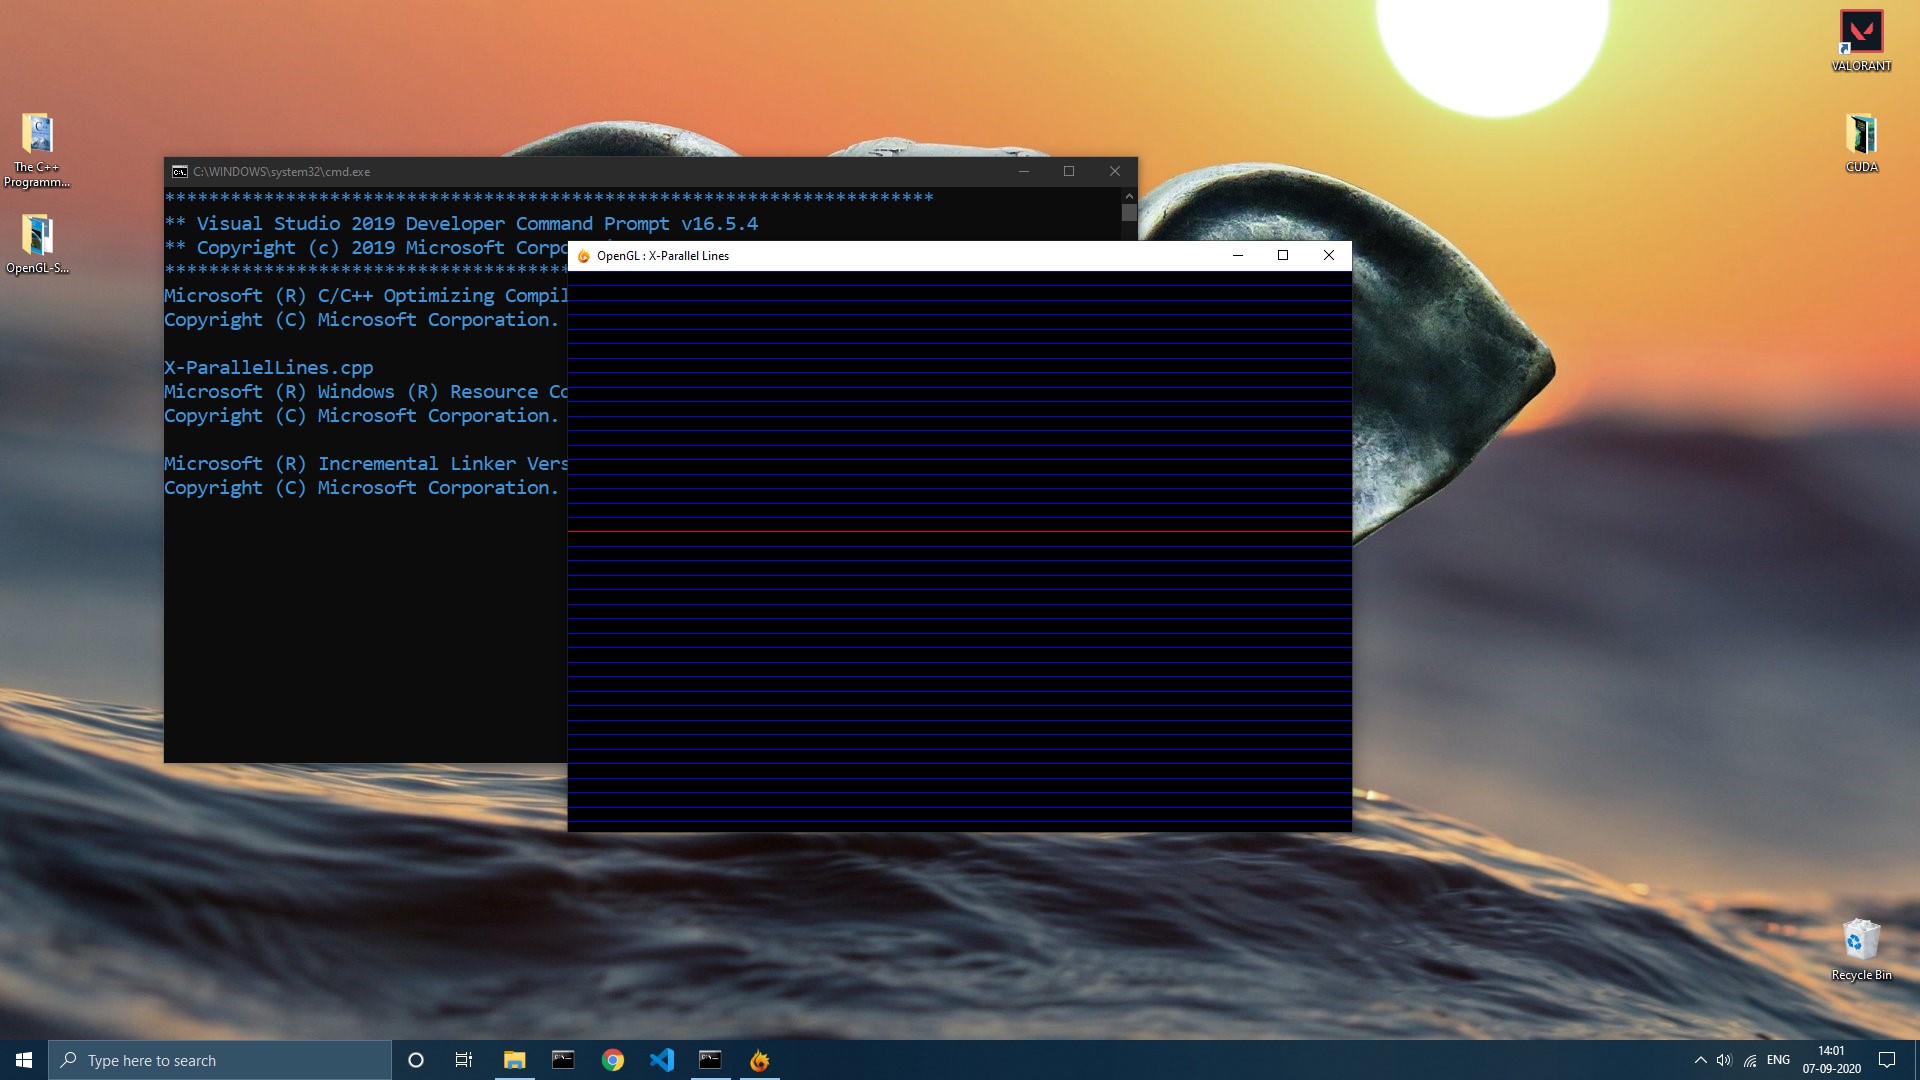 VALORANT
The C++
Programm...
CUDA
OpenGL-S...
C:\WINDOWS\system32\cmd.exe
**********************************************************************
** Visual Studio 2019 Developer Command Prompt v16.5.4
** Copyright (c) 2019 Microsoft Corpo
*************************************
Microsoft (R) C/C++ Optimizing Compil
Copyright (C) Microsoft Corporation.
X-ParallelLines.cpp
Microsoft (R) Windows (R) Resource Co
Copyright (C) Microsoft Corporation.
Microsoft (R) Incremental Linker Vers
Copyright (C) Microsoft Corporation.
OpenGL : X-Parallel Lines
Recycle Bin
Type here to search
ENG
14:01
07-09-2020